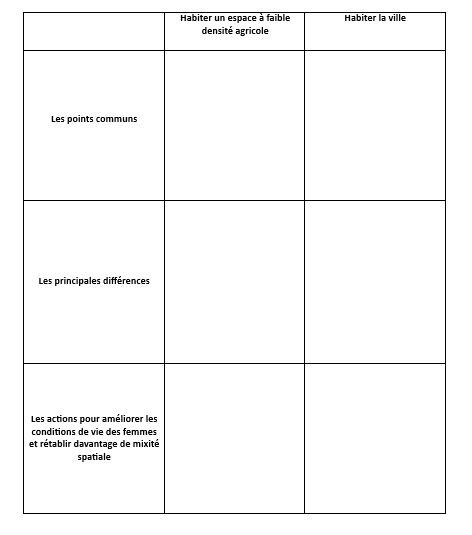 Habiter un espace à faible
densité agricole
Habiter la ville
Les points communs
Les principales différences
Les actions pour améliorer les
conditions de vie des femmes
et rétablir davantage de mixité
spatiale